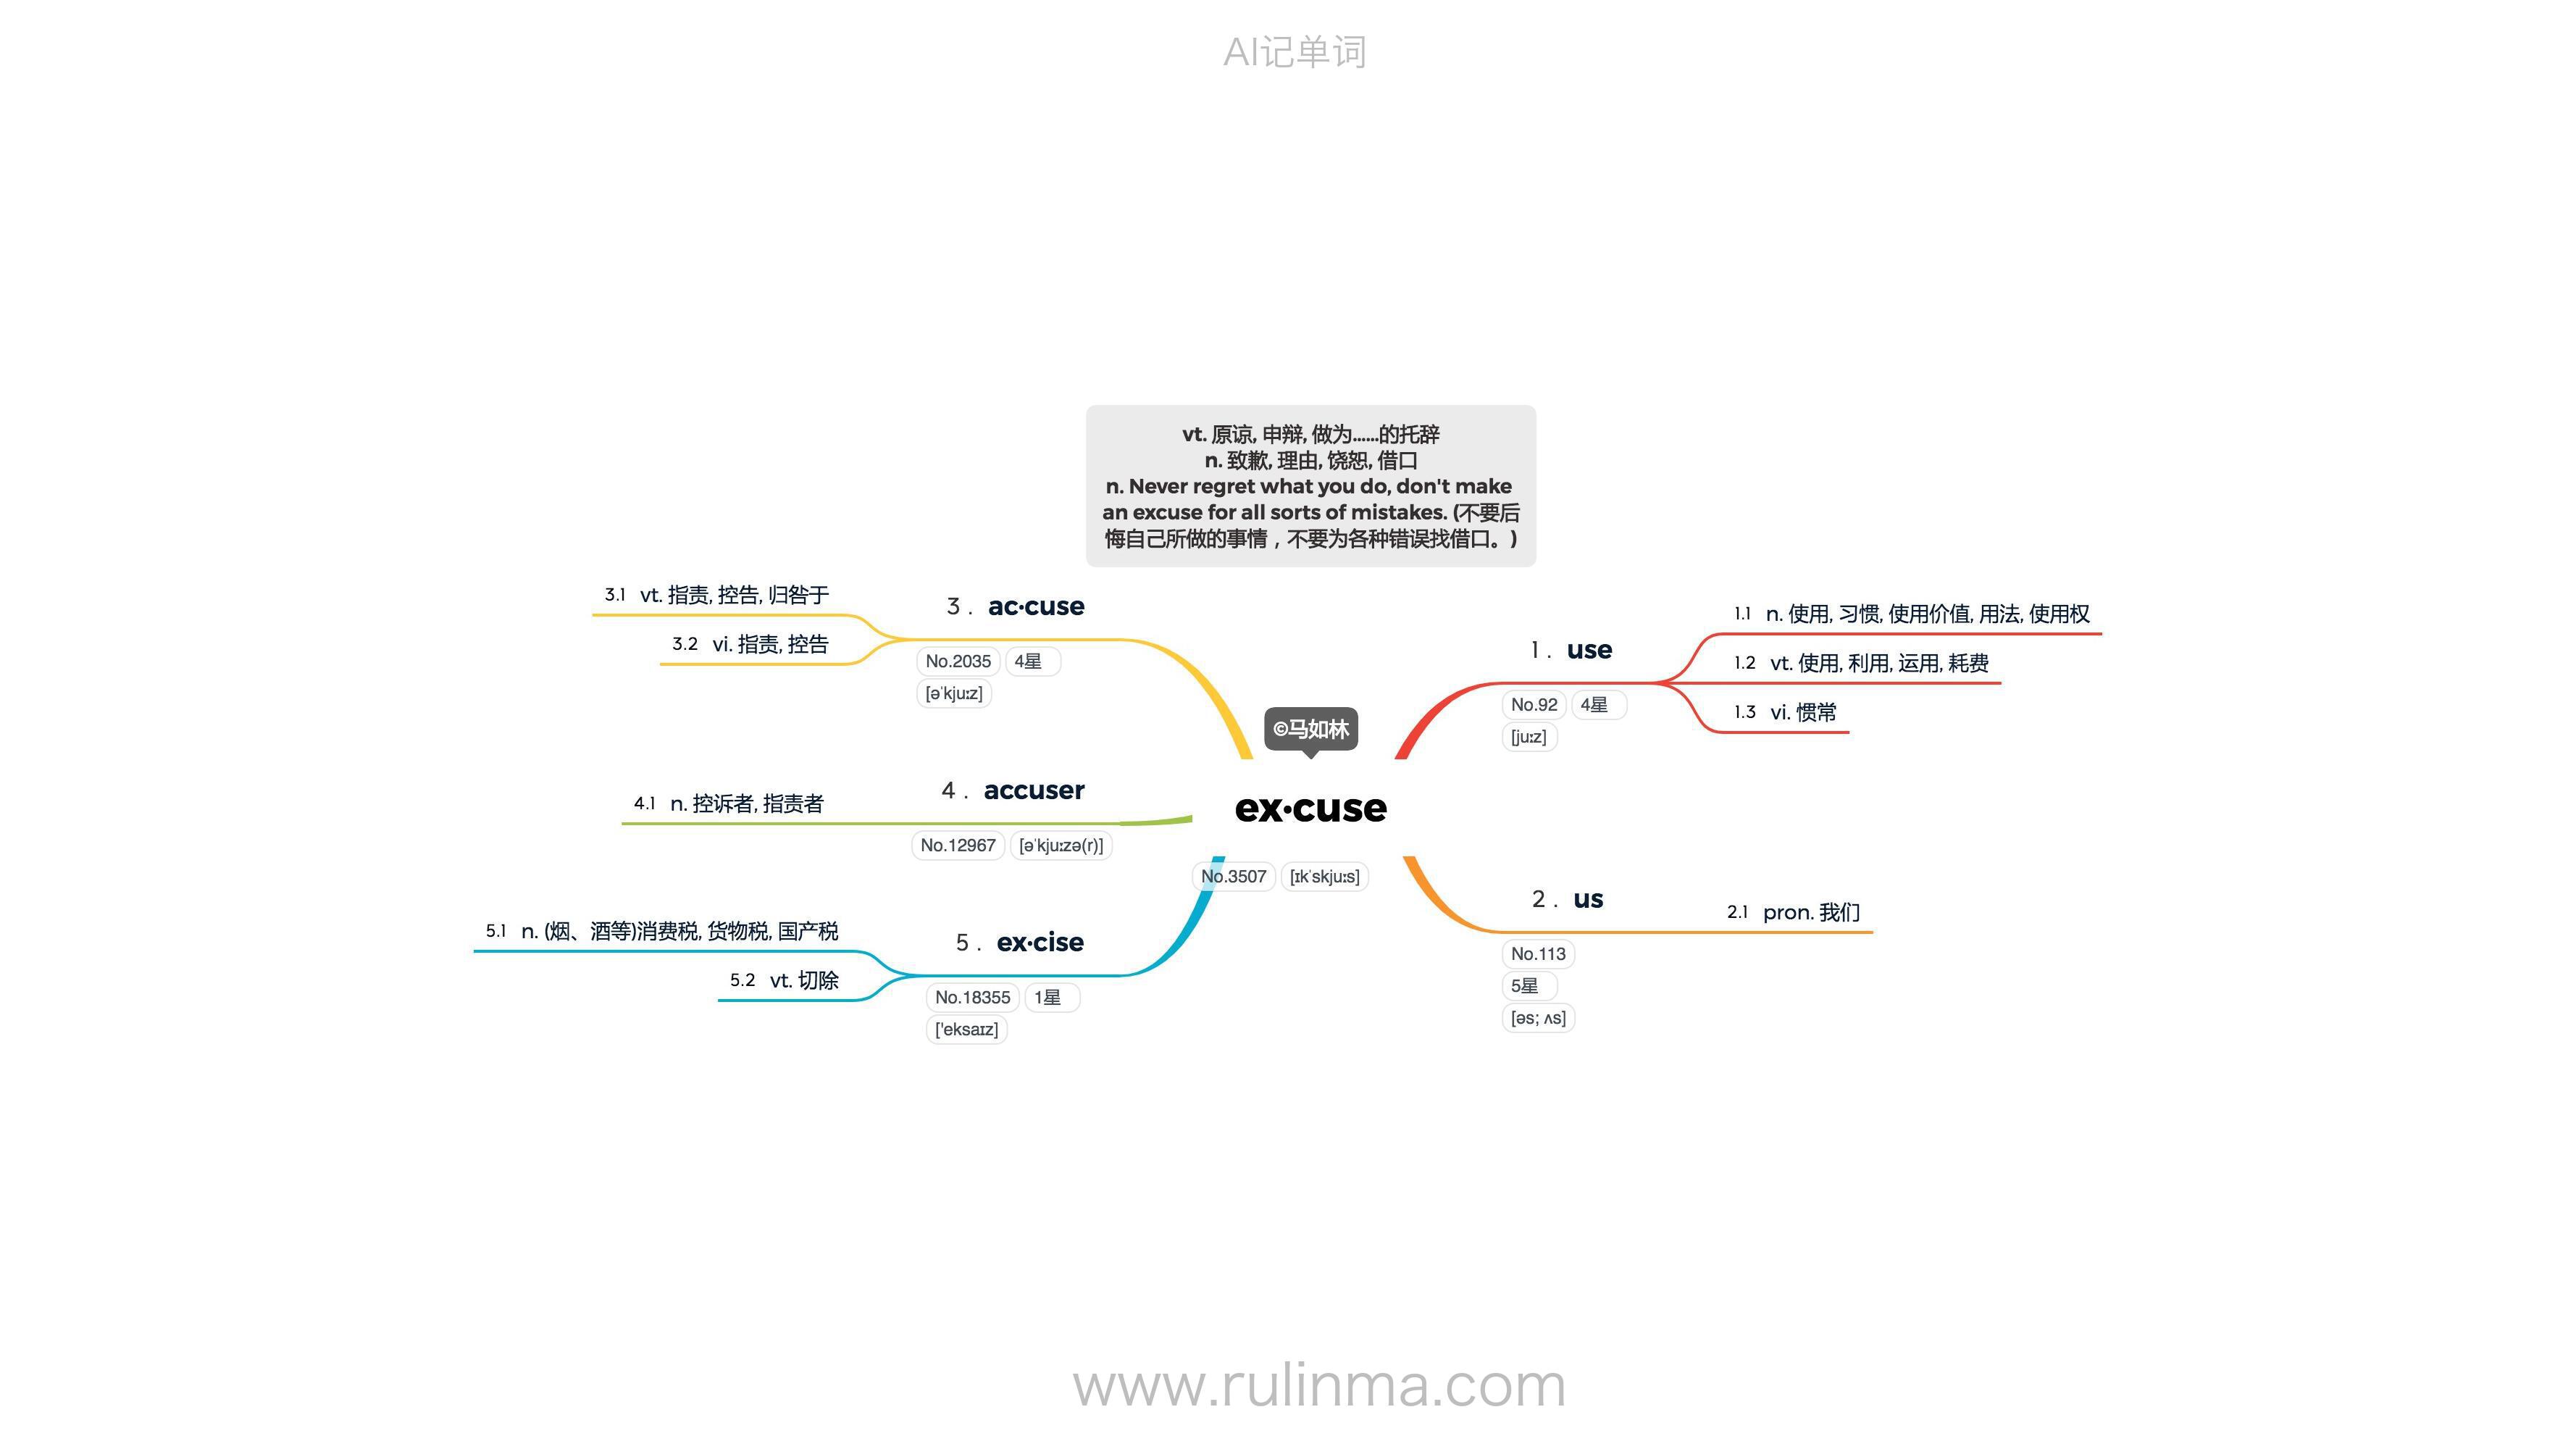 AI记单词
vt. 原谅, 申辩, 做为……的托辞
n. 致歉, 理由, 饶恕, 借口
n. Never regret what you do, don't make
an excuse for all sorts of mistakes. (不要后
悔自己所做的事情，不要为各种错误找借口。)
©马如林
ex·cuse
No.3507 [ɪkˈskjuːs]
1. use
No.92 4星
[juːz]
1.1 n. 使用, 习惯, 使用价值, 用法, 使用权
1.2 vt. 使用, 利用, 运用, 耗费
1.3 vi. 惯常
2. us
No.113
5星
[əs; ʌs]
2.1 pron. 我们
3. ac·cuse
No.2035 4星
[əˈkjuːz]
3.1 vt. 指责, 控告, 归咎于
3.2 vi. 指责, 控告
4. accuser
No.12967 [əˈkjuːzə(r)]
4.1 n. 控诉者, 指责者
5. ex·cise
No.18355 1星
['eksaɪz]
5.1 n. (烟、酒等)消费税, 货物税, 国产税
5.2 vt. 切除
www.rulinma.com